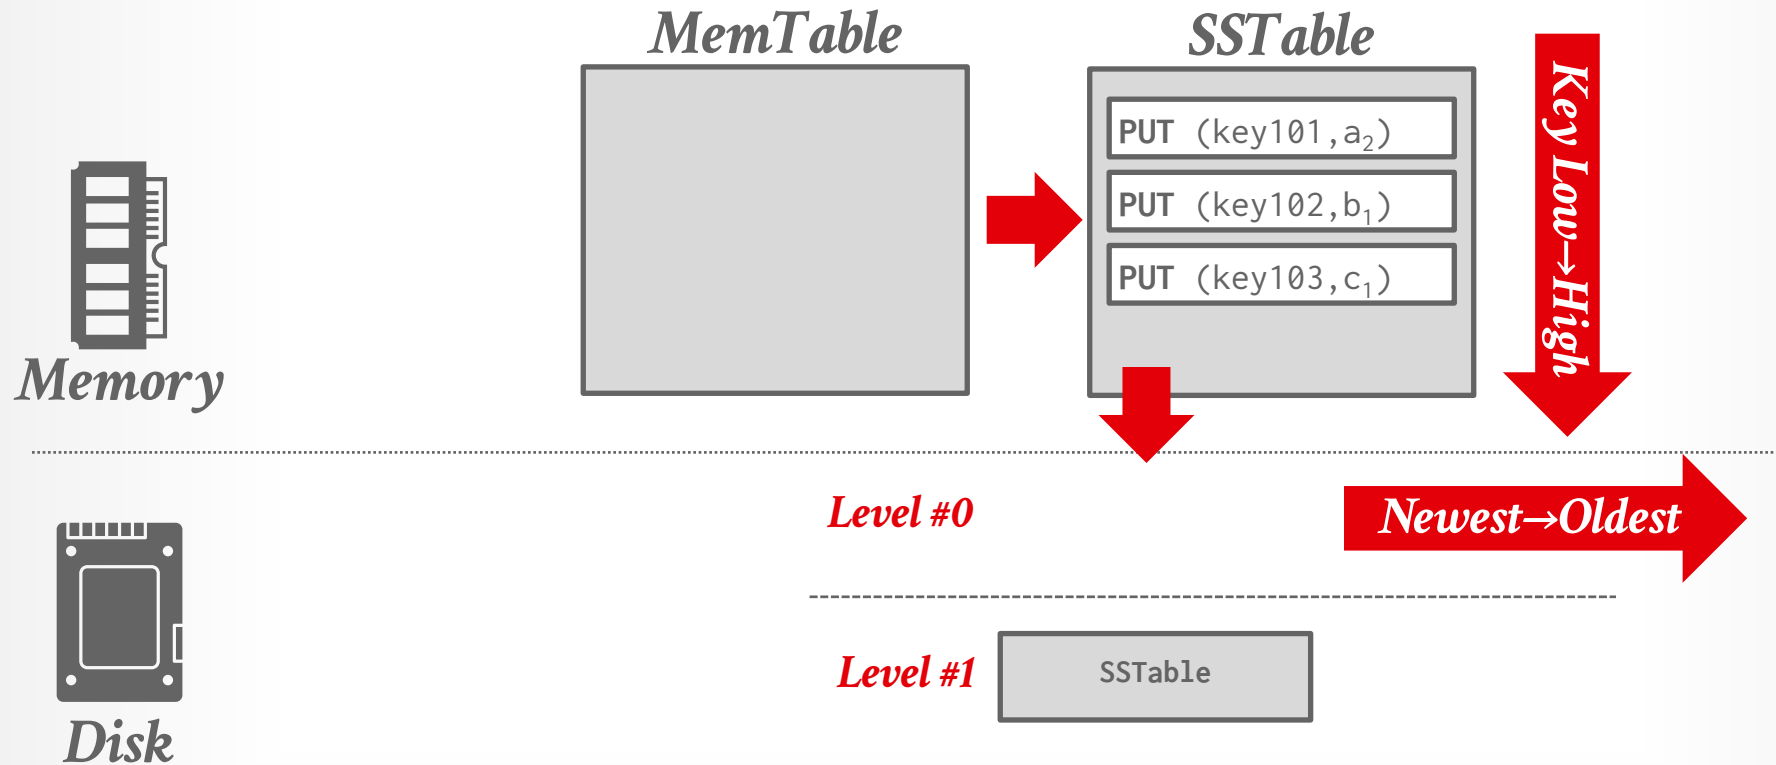 MemTable
SSTable
PUT (key101,a₂)
PUT (key102,b₁)
PUT (key103,c₁)
Key Low→High
Memory
Level #0
Newest→Oldest
Level #1
SSTable
Disk